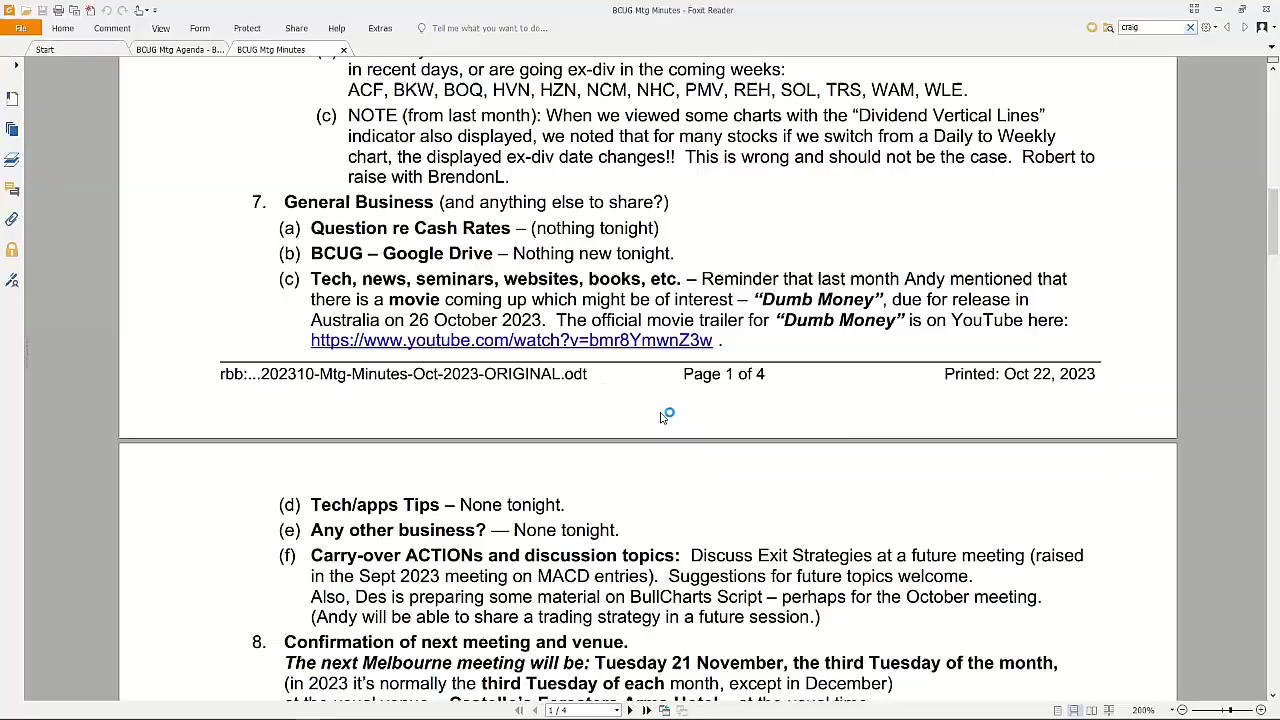 BCUG Mtg Minutes - Foxit Reader
File Home Comment View Form Protect Share Help Extras Tell me what you want to do... craig
Start BCUG Mtg Agenda - B... BCUG Mtg Minutes
in recent days, or are going ex-div in the coming weeks:
ACF, BKW, BOQ, HVN, HZN, NCM, NHC, PMV, REH, SOL, TRS, WAM, WLE.
(c) NOTE (from last month): When we viewed some charts with the “Dividend Vertical Lines”
indicator also displayed, we noted that for many stocks if we switch from a Daily to Weekly
chart, the displayed ex-div date changes!! This is wrong and should not be the case. Robert to
raise with BrendonL.
7. General Business (and anything else to share?)
(a) Question re Cash Rates – (nothing tonight)
(b) BCUG – Google Drive – Nothing new tonight.
(c) Tech, news, seminars, websites, books, etc. – Reminder that last month Andy mentioned that
there is a movie coming up which might be of interest – “Dumb Money”, due for release in
Australia on 26 October 2023. The official movie trailer for “Dumb Money” is on YouTube here:
https://www.youtube.com/watch?v=bmr8YmwnZ3w .
rbb:...202310-Mtg-Minutes-Oct-2023-ORIGINAL.odt Page 1 of 4 Printed: Oct 22, 2023
(d) Tech/apps Tips – None tonight.
(e) Any other business? — None tonight.
(f) Carry-over ACTIONs and discussion topics: Discuss Exit Strategies at a future meeting (raised
in the Sept 2023 meeting on MACD entries). Suggestions for future topics welcome.
Also, Des is preparing some material on BullCharts Script – perhaps for the October meeting.
(Andy will be able to share a trading strategy in a future session.)
8. Confirmation of next meeting and venue.
The next Melbourne meeting will be: Tuesday 21 November, the third Tuesday of the month,
(in 2023 it's normally the third Tuesday of each month, except in December)
1 / 4 200%